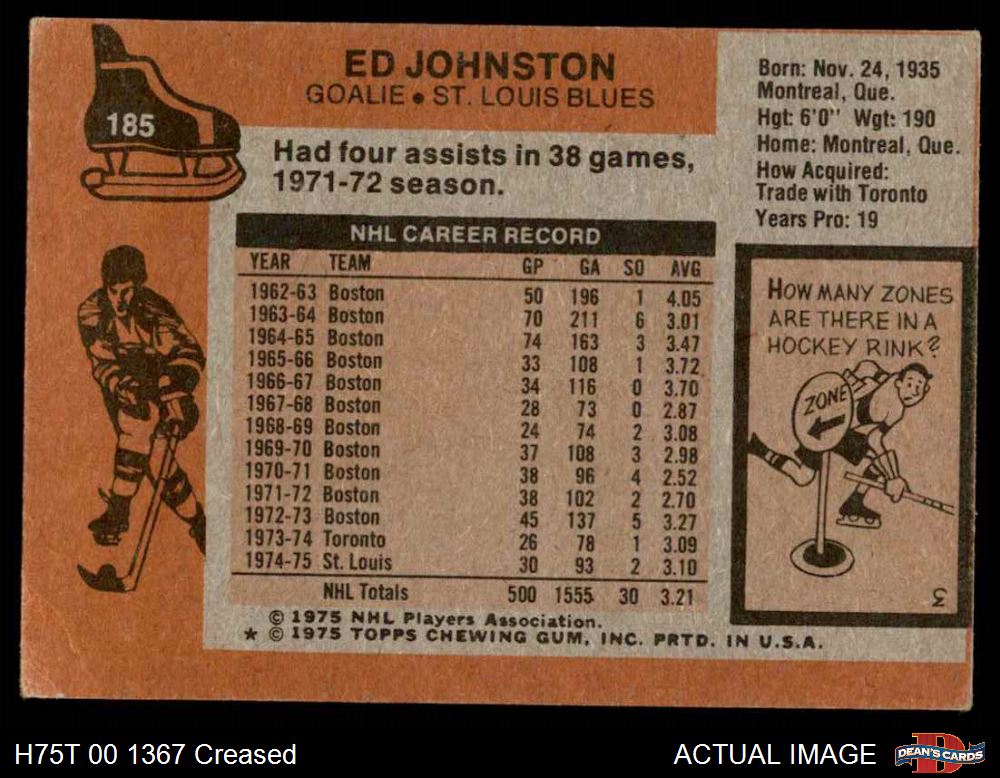 185
ED JOHNSTON
GOALIE • ST. LOUIS BLUES
Had four assists in 38 games,
1971-72 season.
Born: Nov. 24, 1935
Montreal, Que.
Hgt: 6'0" Wgt: 190
Home: Montreal, Que.
How Acquired:
Trade with Toronto
Years Pro: 19
NHL CAREER RECORD
YEAR TEAM GP GA SO AVG
1962-63 Boston 50 196 1 4.05
1963-64 Boston 70 211 6 3.01
1964-65 Boston 74 163 3 3.47
1965-66 Boston 33 108 1 3.72
1966-67 Boston 34 116 0 3.70
1967-68 Boston 28 73 0 2.87
1968-69 Boston 24 74 2 3.08
1969-70 Boston 37 108 3 2.98
1970-71 Boston 38 96 4 2.52
1971-72 Boston 38 102 2 2.70
1972-73 Boston 45 137 5 3.27
1973-74 Toronto 26 78 1 3.09
1974-75 St. Louis 30 93 2 3.10
NHL Totals 500 1555 30 3.21
© 1975 NHL Players Association.
★ © 1975 TOPPS CHEWING GUM, INC. PRTD. IN U.S.A.
HOW MANY ZONES
ARE THERE IN A
HOCKEY RINK?
ZONE
3
H75T 00 1367 Creased
ACTUAL IMAGE
DEAN'S CARDS